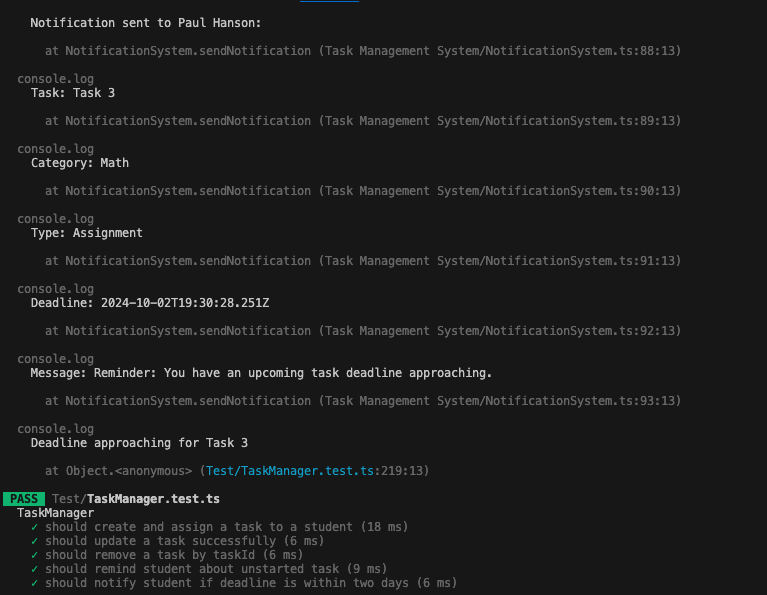 Notification sent to Paul Hanson:
at NotificationSystem.sendNotification (Task Management System/NotificationSystem.ts:88:13)
console.log
Task: Task 3
at NotificationSystem.sendNotification (Task Management System/NotificationSystem.ts:89:13)
console.log
Category: Math
at NotificationSystem.sendNotification (Task Management System/NotificationSystem.ts:90:13)
console.log
Type: Assignment
at NotificationSystem.sendNotification (Task Management System/NotificationSystem.ts:91:13)
console.log
Deadline: 2024-10-02T19:30:28.251Z
at NotificationSystem.sendNotification (Task Management System/NotificationSystem.ts:92:13)
console.log
Message: Reminder: You have an upcoming task deadline approaching.
at NotificationSystem.sendNotification (Task Management System/NotificationSystem.ts:93:13)
console.log
Deadline approaching for Task 3
at Object.<anonymous> (Test/TaskManager.test.ts:219:13)
PASS Test/TaskManager.test.ts
TaskManager
✓ should create and assign a task to a student (18 ms)
✓ should update a task successfully (6 ms)
✓ should remove a task by taskId (6 ms)
✓ should remind student about unstarted task (9 ms)
✓ should notify student if deadline is within two days (6 ms)